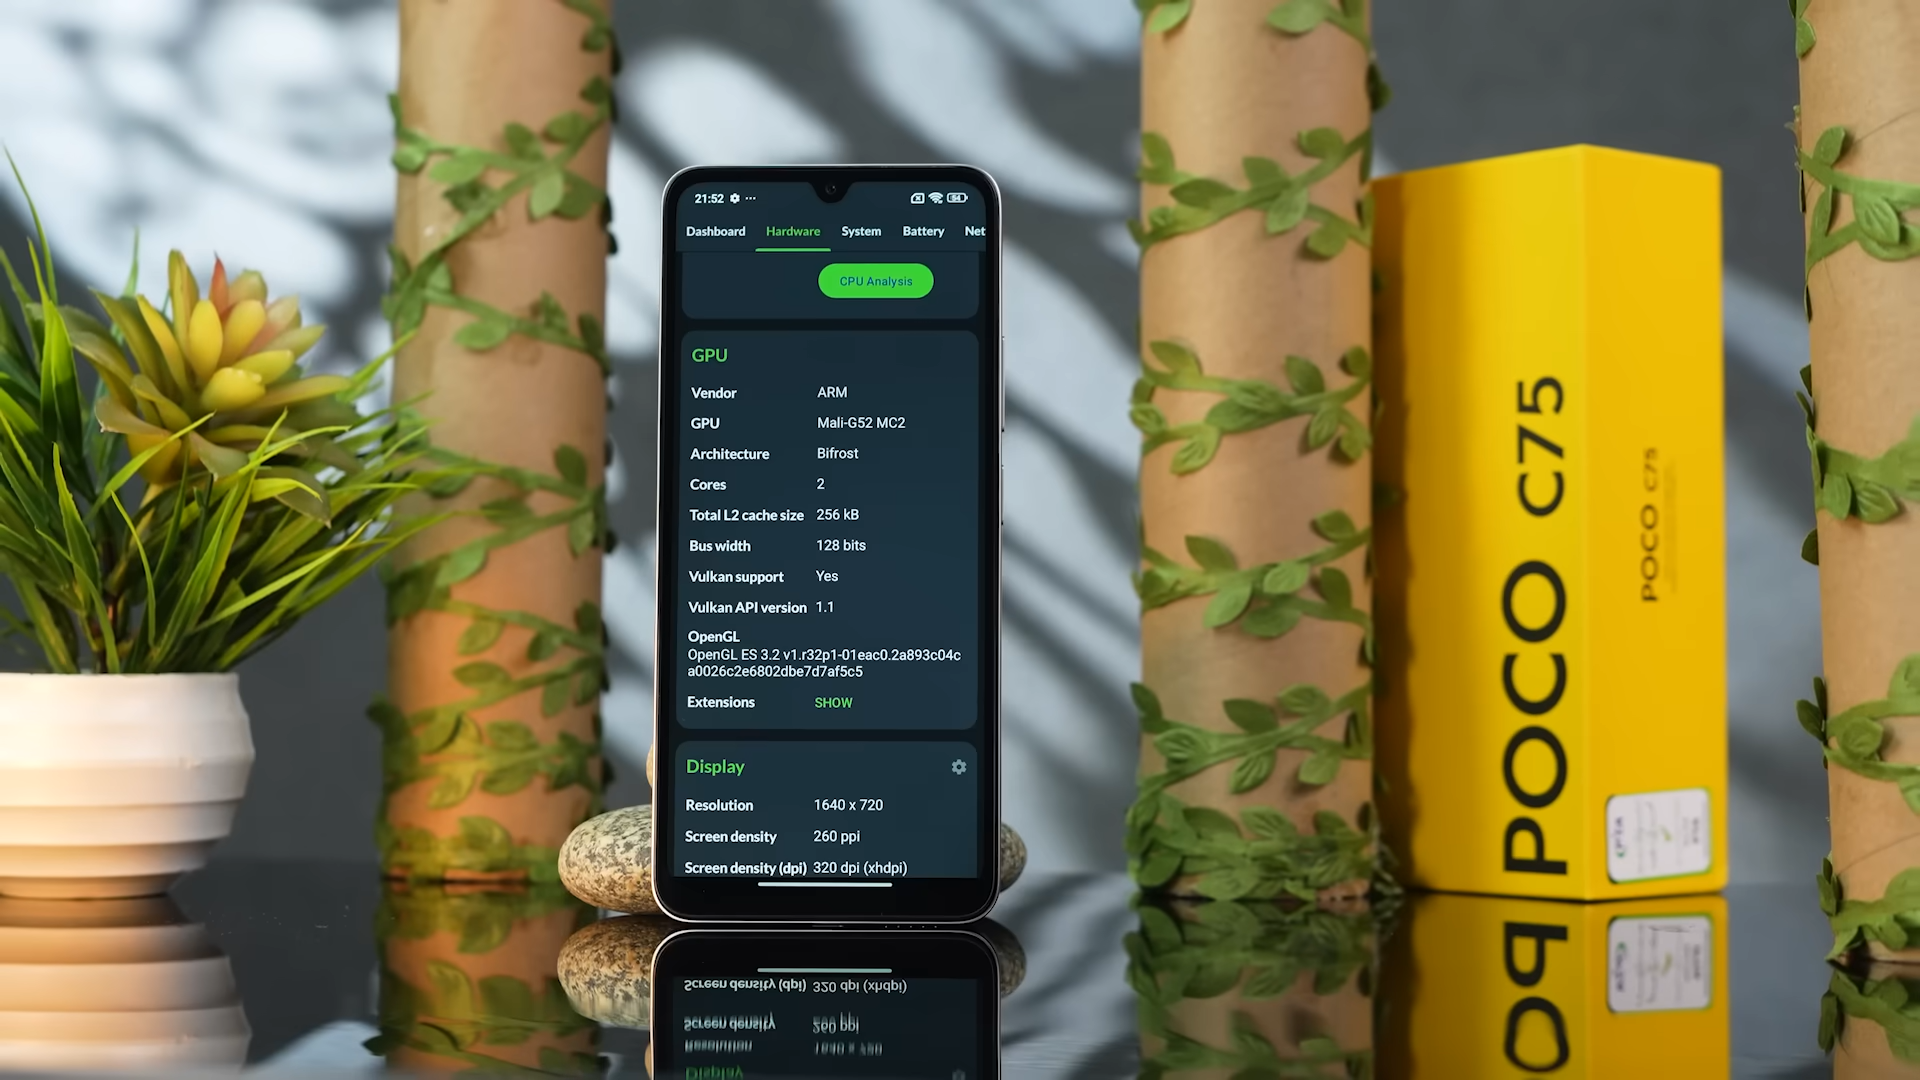 21:52 ...
54
Dashboard Hardware System Battery Net
CPU Analysis
GPU
Vendor ARM
GPU Mali-G52 MC2
Architecture Bifrost
Cores 2
Total L2 cache size 256 kB
Bus width 128 bits
Vulkan support Yes
Vulkan API version 1.1
OpenGL
OpenGL ES 3.2 v1.r32p1-01eac0.2a893c04c
a0026c2e6802dbe7d7af5c5
Extensions SHOW
Display
Resolution 1640 x 720
Screen density 260 ppi
Screen density (dpi) 320 dpi (xhdpi)
POCO C75
POCO C75